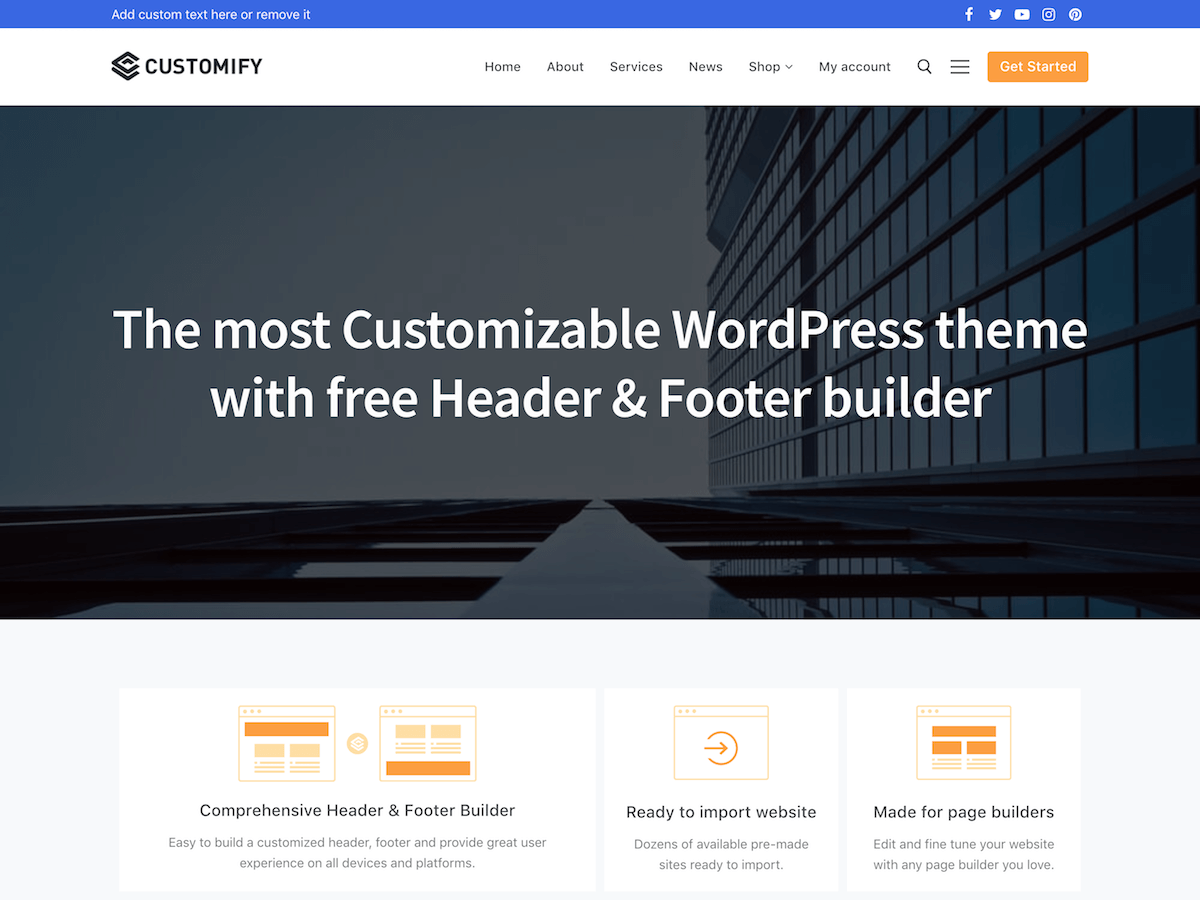 Add custom text here or remove it
CUSTOMIFY
Home About Services News Shop My account Get Started
The most Customizable WordPress theme
with free Header & Footer builder
Comprehensive Header & Footer Builder
Easy to build a customized header, footer and provide great user
experience on all devices and platforms.
Ready to import website
Dozens of available pre-made
sites ready to import.
Made for page builders
Edit and fine tune your website
with any page builder you love.